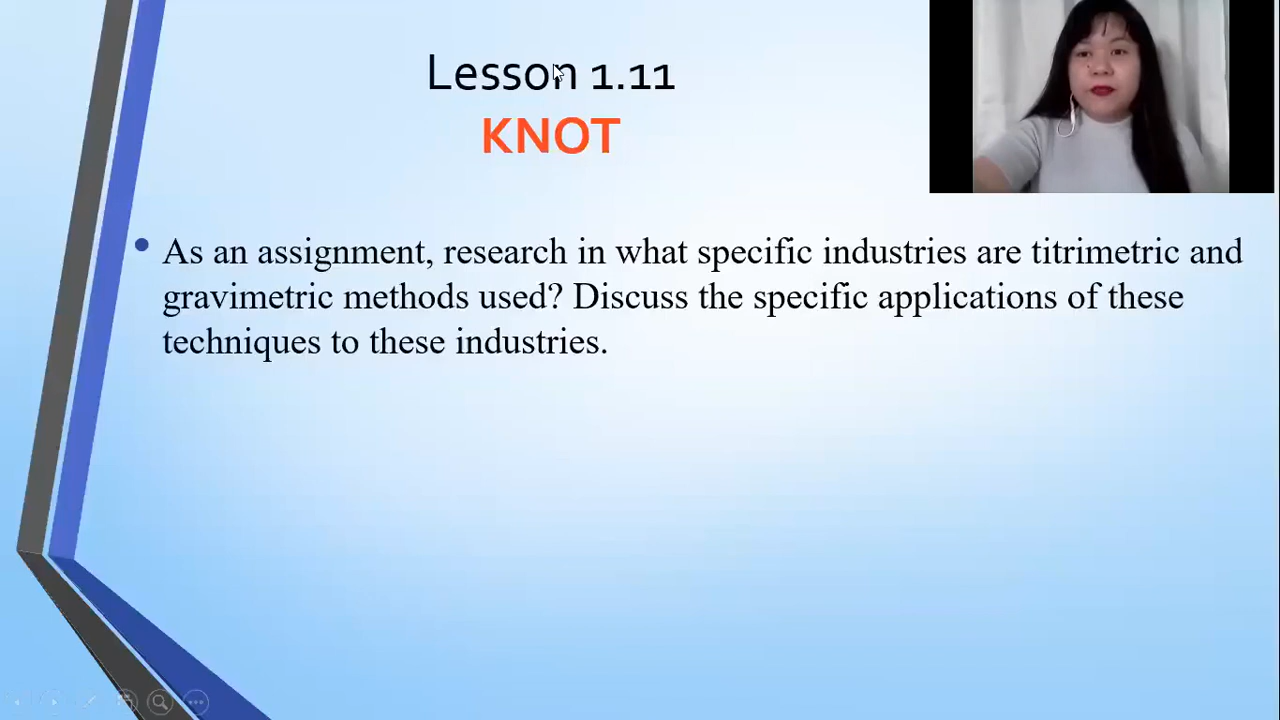 Lesson 1.11
KNOT
• As an assignment, research in what specific industries are titrimetric and
gravimetric methods used? Discuss the specific applications of these
techniques to these industries.